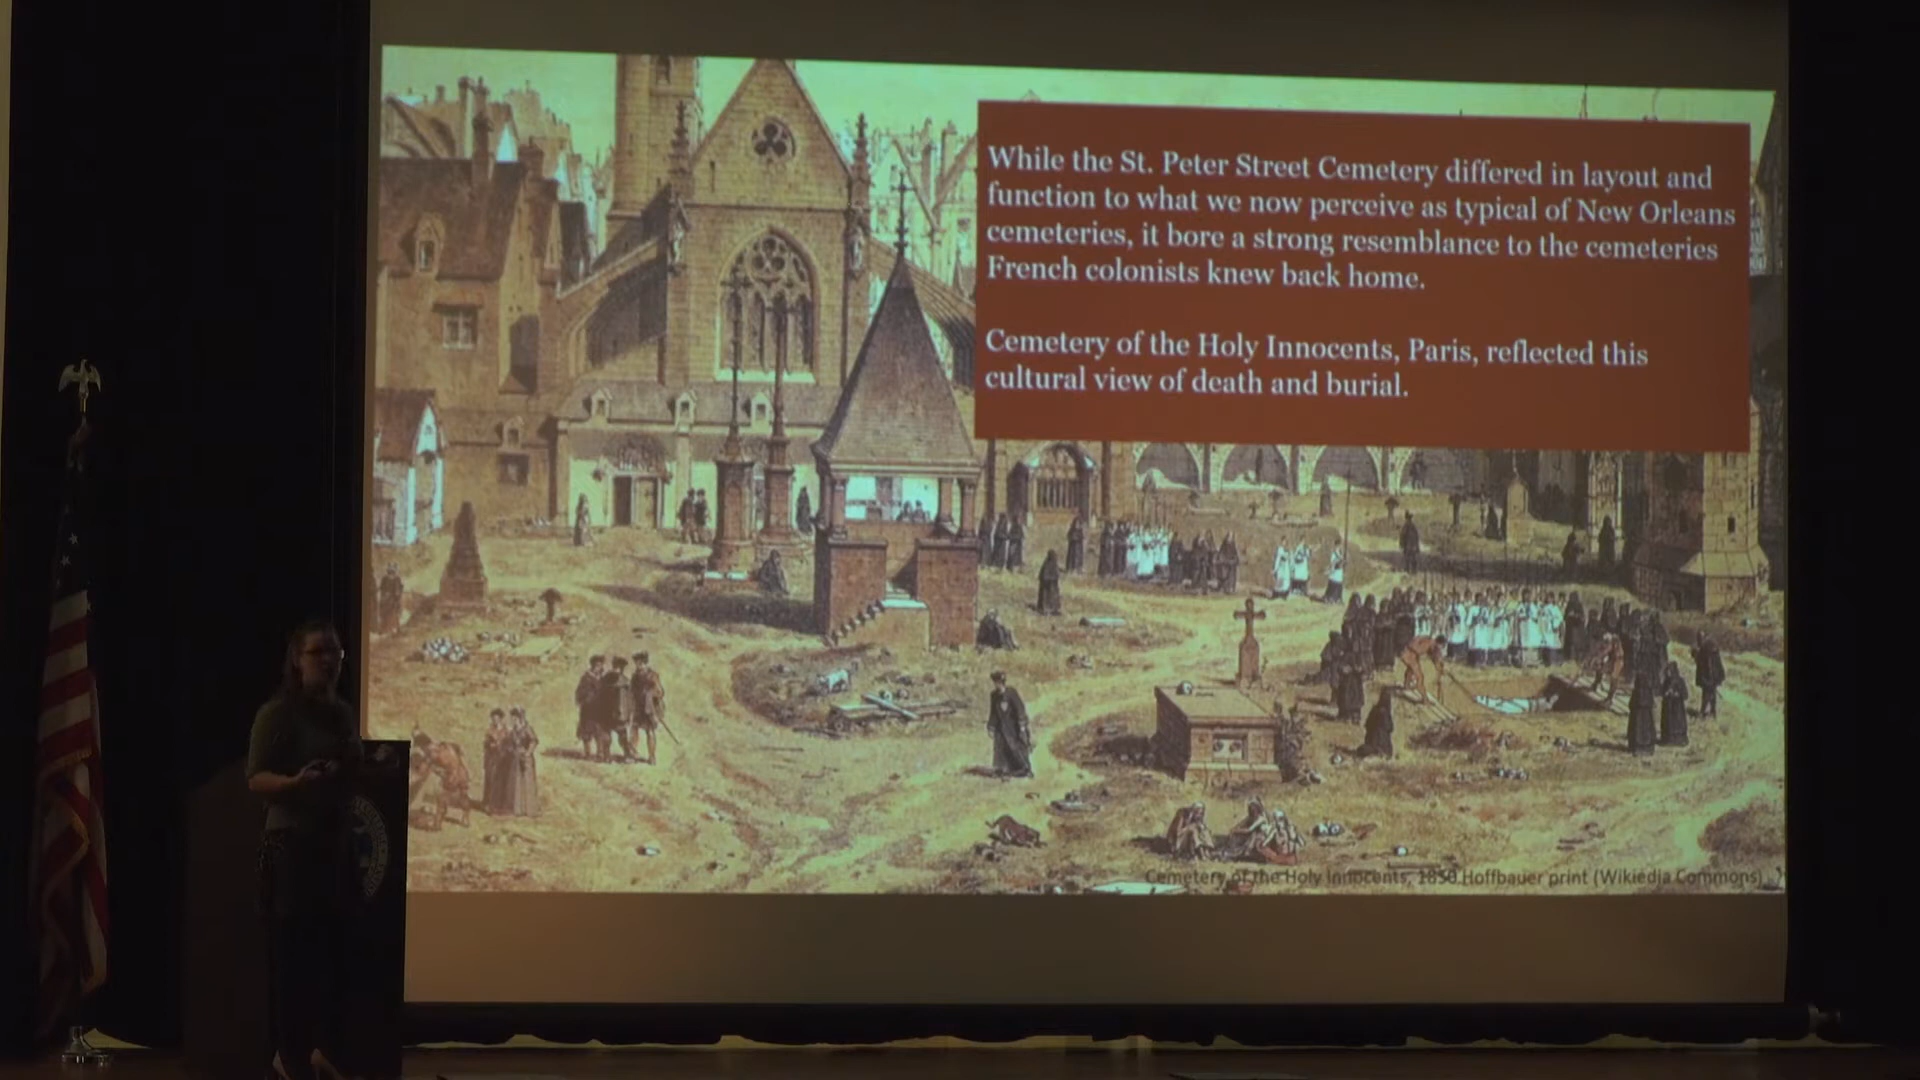 While the St. Peter Street Cemetery differed in layout and
function to what we now perceive as typical of New Orleans
cemeteries, it bore a strong resemblance to the cemeteries
French colonists knew back home.
Cemetery of the Holy Innocents, Paris, reflected this
cultural view of death and burial.
Cemetery of the Holy Innocents, 1850 Hoffbauer print (Wikiedia Commons)